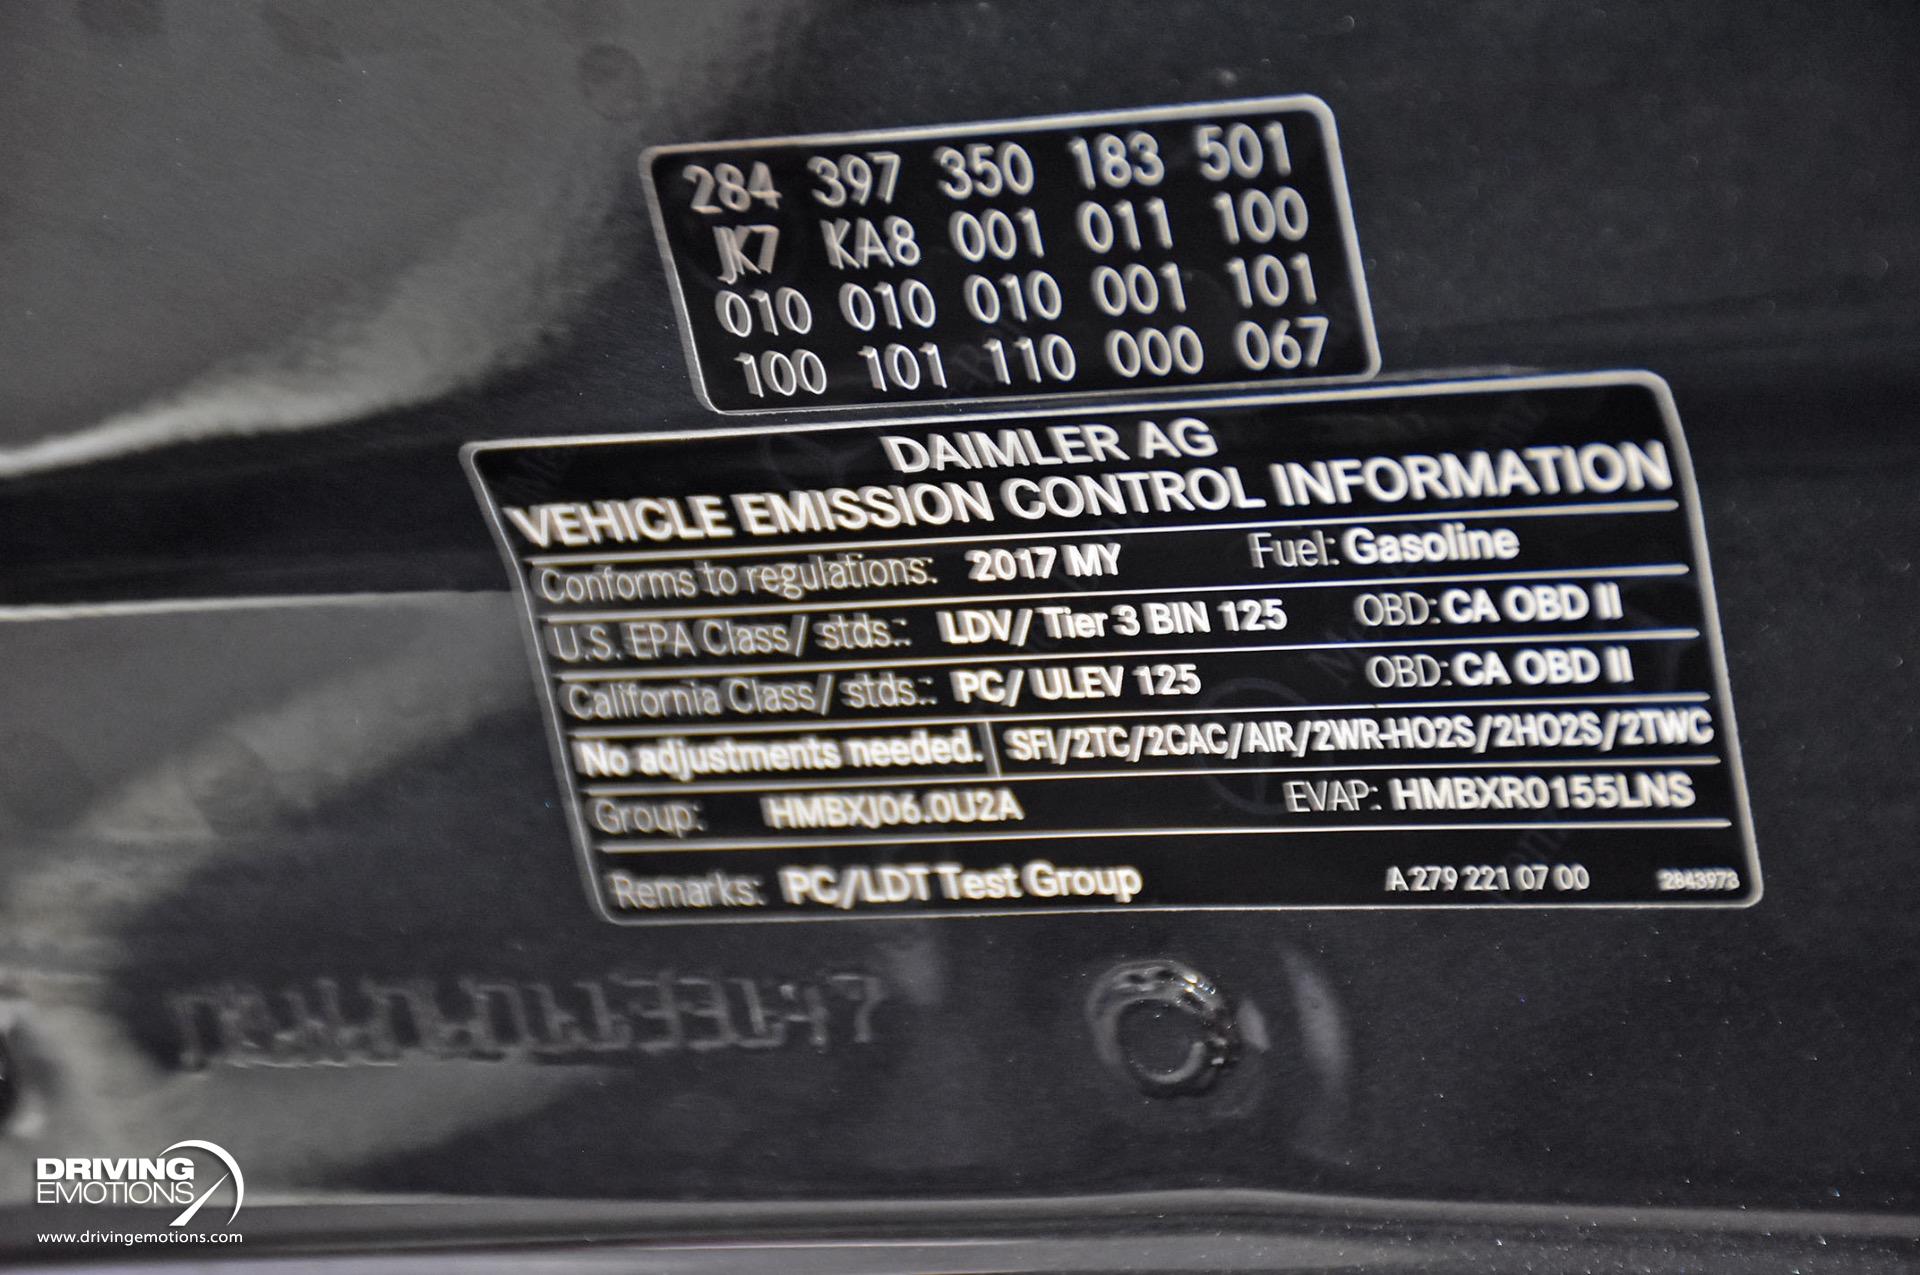 284 397 350 183 501
JK7 KA8 001 011 100
010 010 010 001 101
100 101 110 000 067
DAIMLER AG
VEHICLE EMISSION CONTROL INFORMATION
Conforms to regulations: 2017 MY Fuel: Gasoline
U.S. EPA Class/ stds.: LDV/ Tier 3 BIN 125 OBD: CA OBD II
California Class/ stds.: PC/ ULEV 125 OBD: CA OBD II
No adjustments needed. SFI/2TC/2CAC/AIR/2WR-HO2S/2HO2S/2TWC
Group: HMBXJ06.0U2A EVAP: HMBXR0155LNS
Remarks: PC/LDT Test Group A 279 221 07 00 2843973
DRIVING
EMOTIONS
www.drivingemotions.com